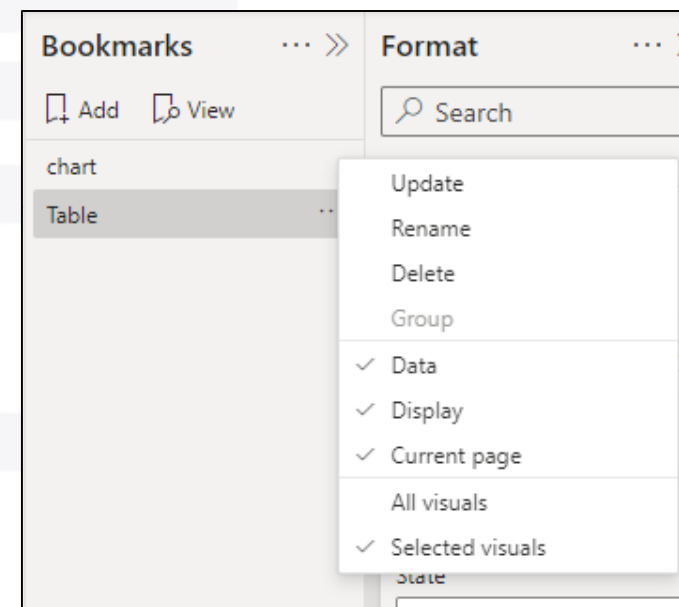 Bookmarks
Add View
chart
Table
Format
Search
Update
Rename
Delete
Group
Data
Display
Current page
All visuals
Selected visuals
State